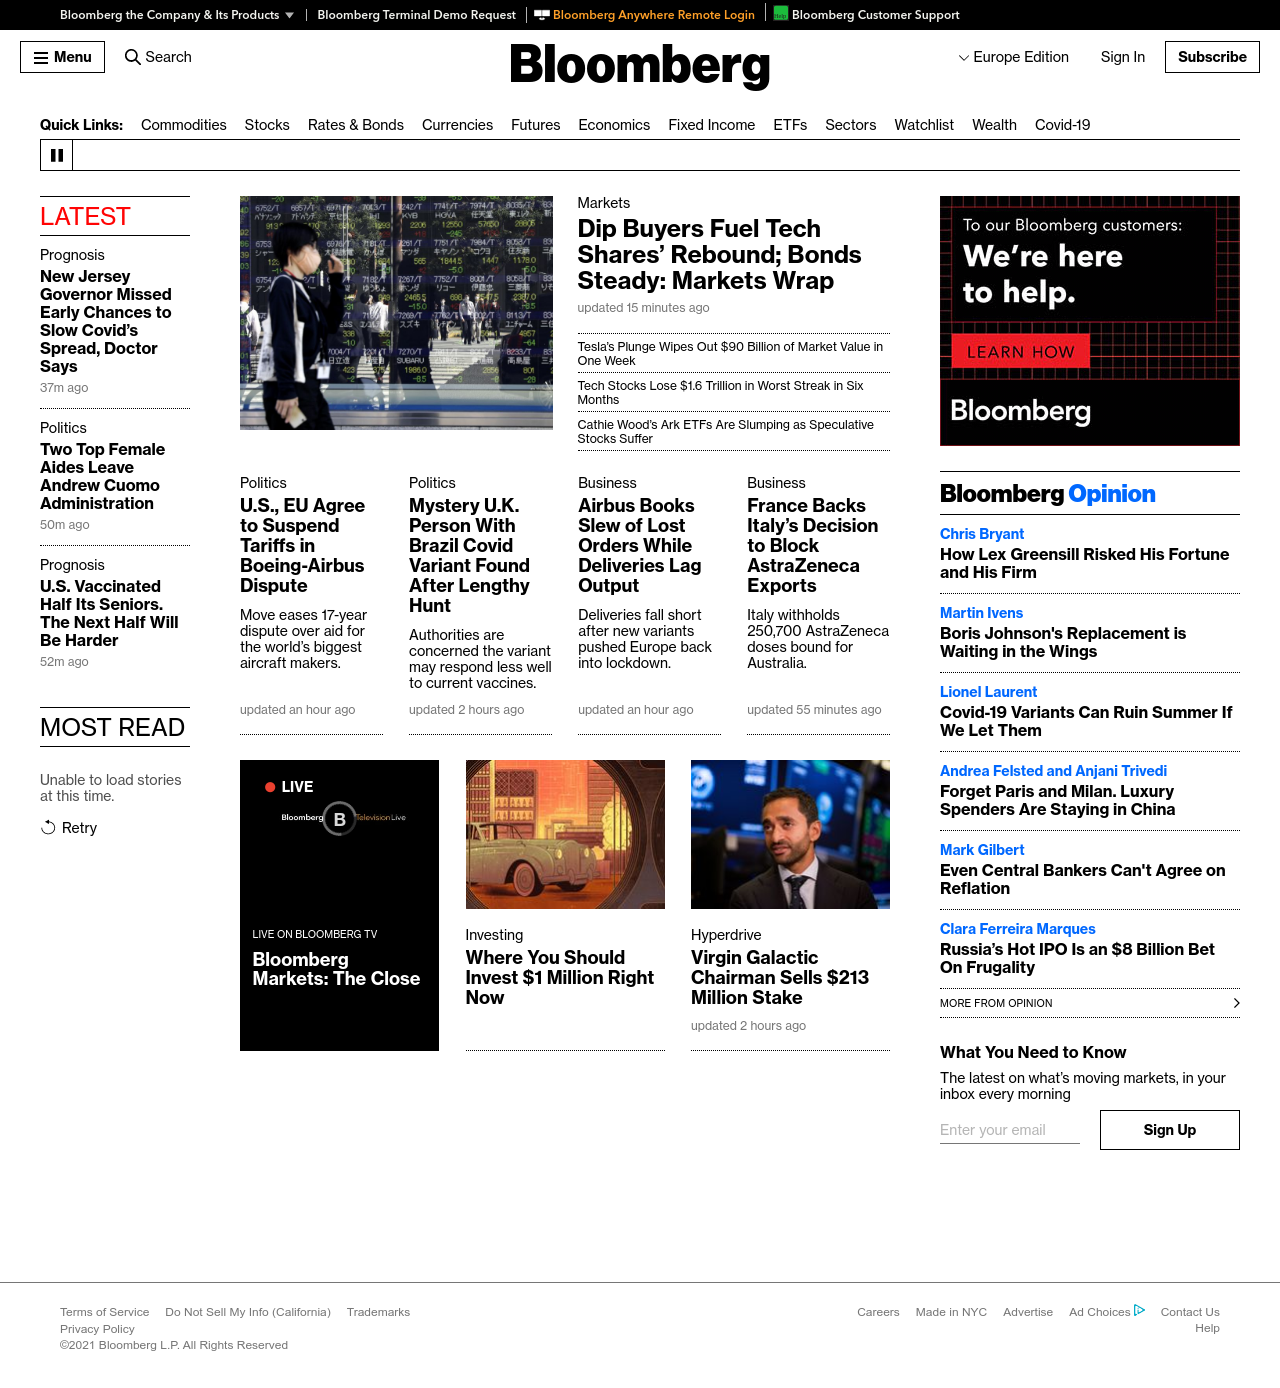 Bloomberg the Company & Its Products
Bloomberg Terminal Demo Request
Bloomberg Anywhere Remote Login
Bloomberg Customer Support
Menu
Search
Bloomberg
Europe Edition
Sign In
Subscribe
Quick Links:
Commodities
Stocks
Rates & Bonds
Currencies
Futures
Economics
Fixed Income
ETFs
Sectors
Watchlist
Wealth
Covid-19
LATEST
Prognosis
New Jersey
Governor Missed
Early Chances to
Slow Covid’s
Spread, Doctor
Says
37m ago
Politics
Two Top Female
Aides Leave
Andrew Cuomo
Administration
50m ago
Prognosis
U.S. Vaccinated
Half Its Seniors.
The Next Half Will
Be Harder
52m ago
MOST READ
Unable to load stories
at this time.
Retry
Markets
Dip Buyers Fuel Tech
Shares’ Rebound; Bonds
Steady: Markets Wrap
updated 15 minutes ago
Tesla’s Plunge Wipes Out $90 Billion of Market Value in
One Week
Tech Stocks Lose $1.6 Trillion in Worst Streak in Six
Months
Cathie Wood’s Ark ETFs Are Slumping as Speculative
Stocks Suffer
Politics
U.S., EU Agree
to Suspend
Tariffs in
Boeing-Airbus
Dispute
Move eases 17-year
dispute over aid for
the world’s biggest
aircraft makers.
updated an hour ago
Politics
Mystery U.K.
Person With
Brazil Covid
Variant Found
After Lengthy
Hunt
Authorities are
concerned the variant
may respond less well
to current vaccines.
updated 2 hours ago
Business
Airbus Books
Slew of Lost
Orders While
Deliveries Lag
Output
Deliveries fall short
after new variants
pushed Europe back
into lockdown.
updated an hour ago
Business
France Backs
Italy’s Decision
to Block
AstraZeneca
Exports
Italy withholds
250,700 AstraZeneca
doses bound for
Australia.
updated 55 minutes ago
LIVE
Bloomberg B Television Live
LIVE ON BLOOMBERG TV
Bloomberg
Markets: The Close
Investing
Where You Should
Invest $1 Million Right
Now
Hyperdrive
Virgin Galactic
Chairman Sells $213
Million Stake
updated 2 hours ago
To our Bloomberg customers:
We’re here
to help.
LEARN HOW
Bloomberg
Bloomberg Opinion
Chris Bryant
How Lex Greensill Risked His Fortune
and His Firm
Martin Ivens
Boris Johnson's Replacement is
Waiting in the Wings
Lionel Laurent
Covid-19 Variants Can Ruin Summer If
We Let Them
Andrea Felsted and Anjani Trivedi
Forget Paris and Milan. Luxury
Spenders Are Staying in China
Mark Gilbert
Even Central Bankers Can't Agree on
Reflation
Clara Ferreira Marques
Russia’s Hot IPO Is an $8 Billion Bet
On Frugality
MORE FROM OPINION
What You Need to Know
The latest on what’s moving markets, in your
inbox every morning
Enter your email
Sign Up
Terms of Service
Do Not Sell My Info (California)
Trademarks
Privacy Policy
©2021 Bloomberg L.P. All Rights Reserved
Careers
Made in NYC
Advertise
Ad Choices
Contact Us
Help